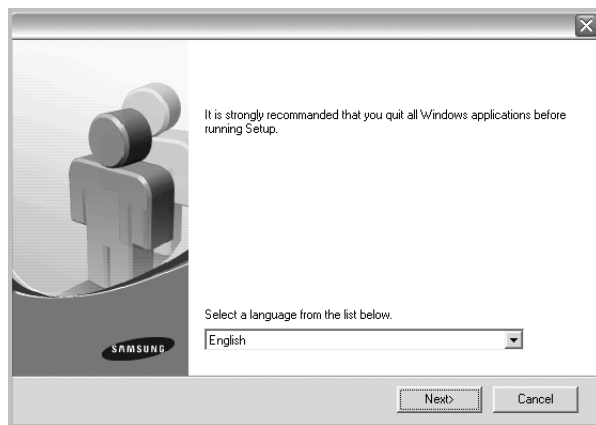 It is strongly recommanded that you quit all Windows applications before
running Setup.
Select a language from the list below.
English
SAMSUNG
Next>
Cancel